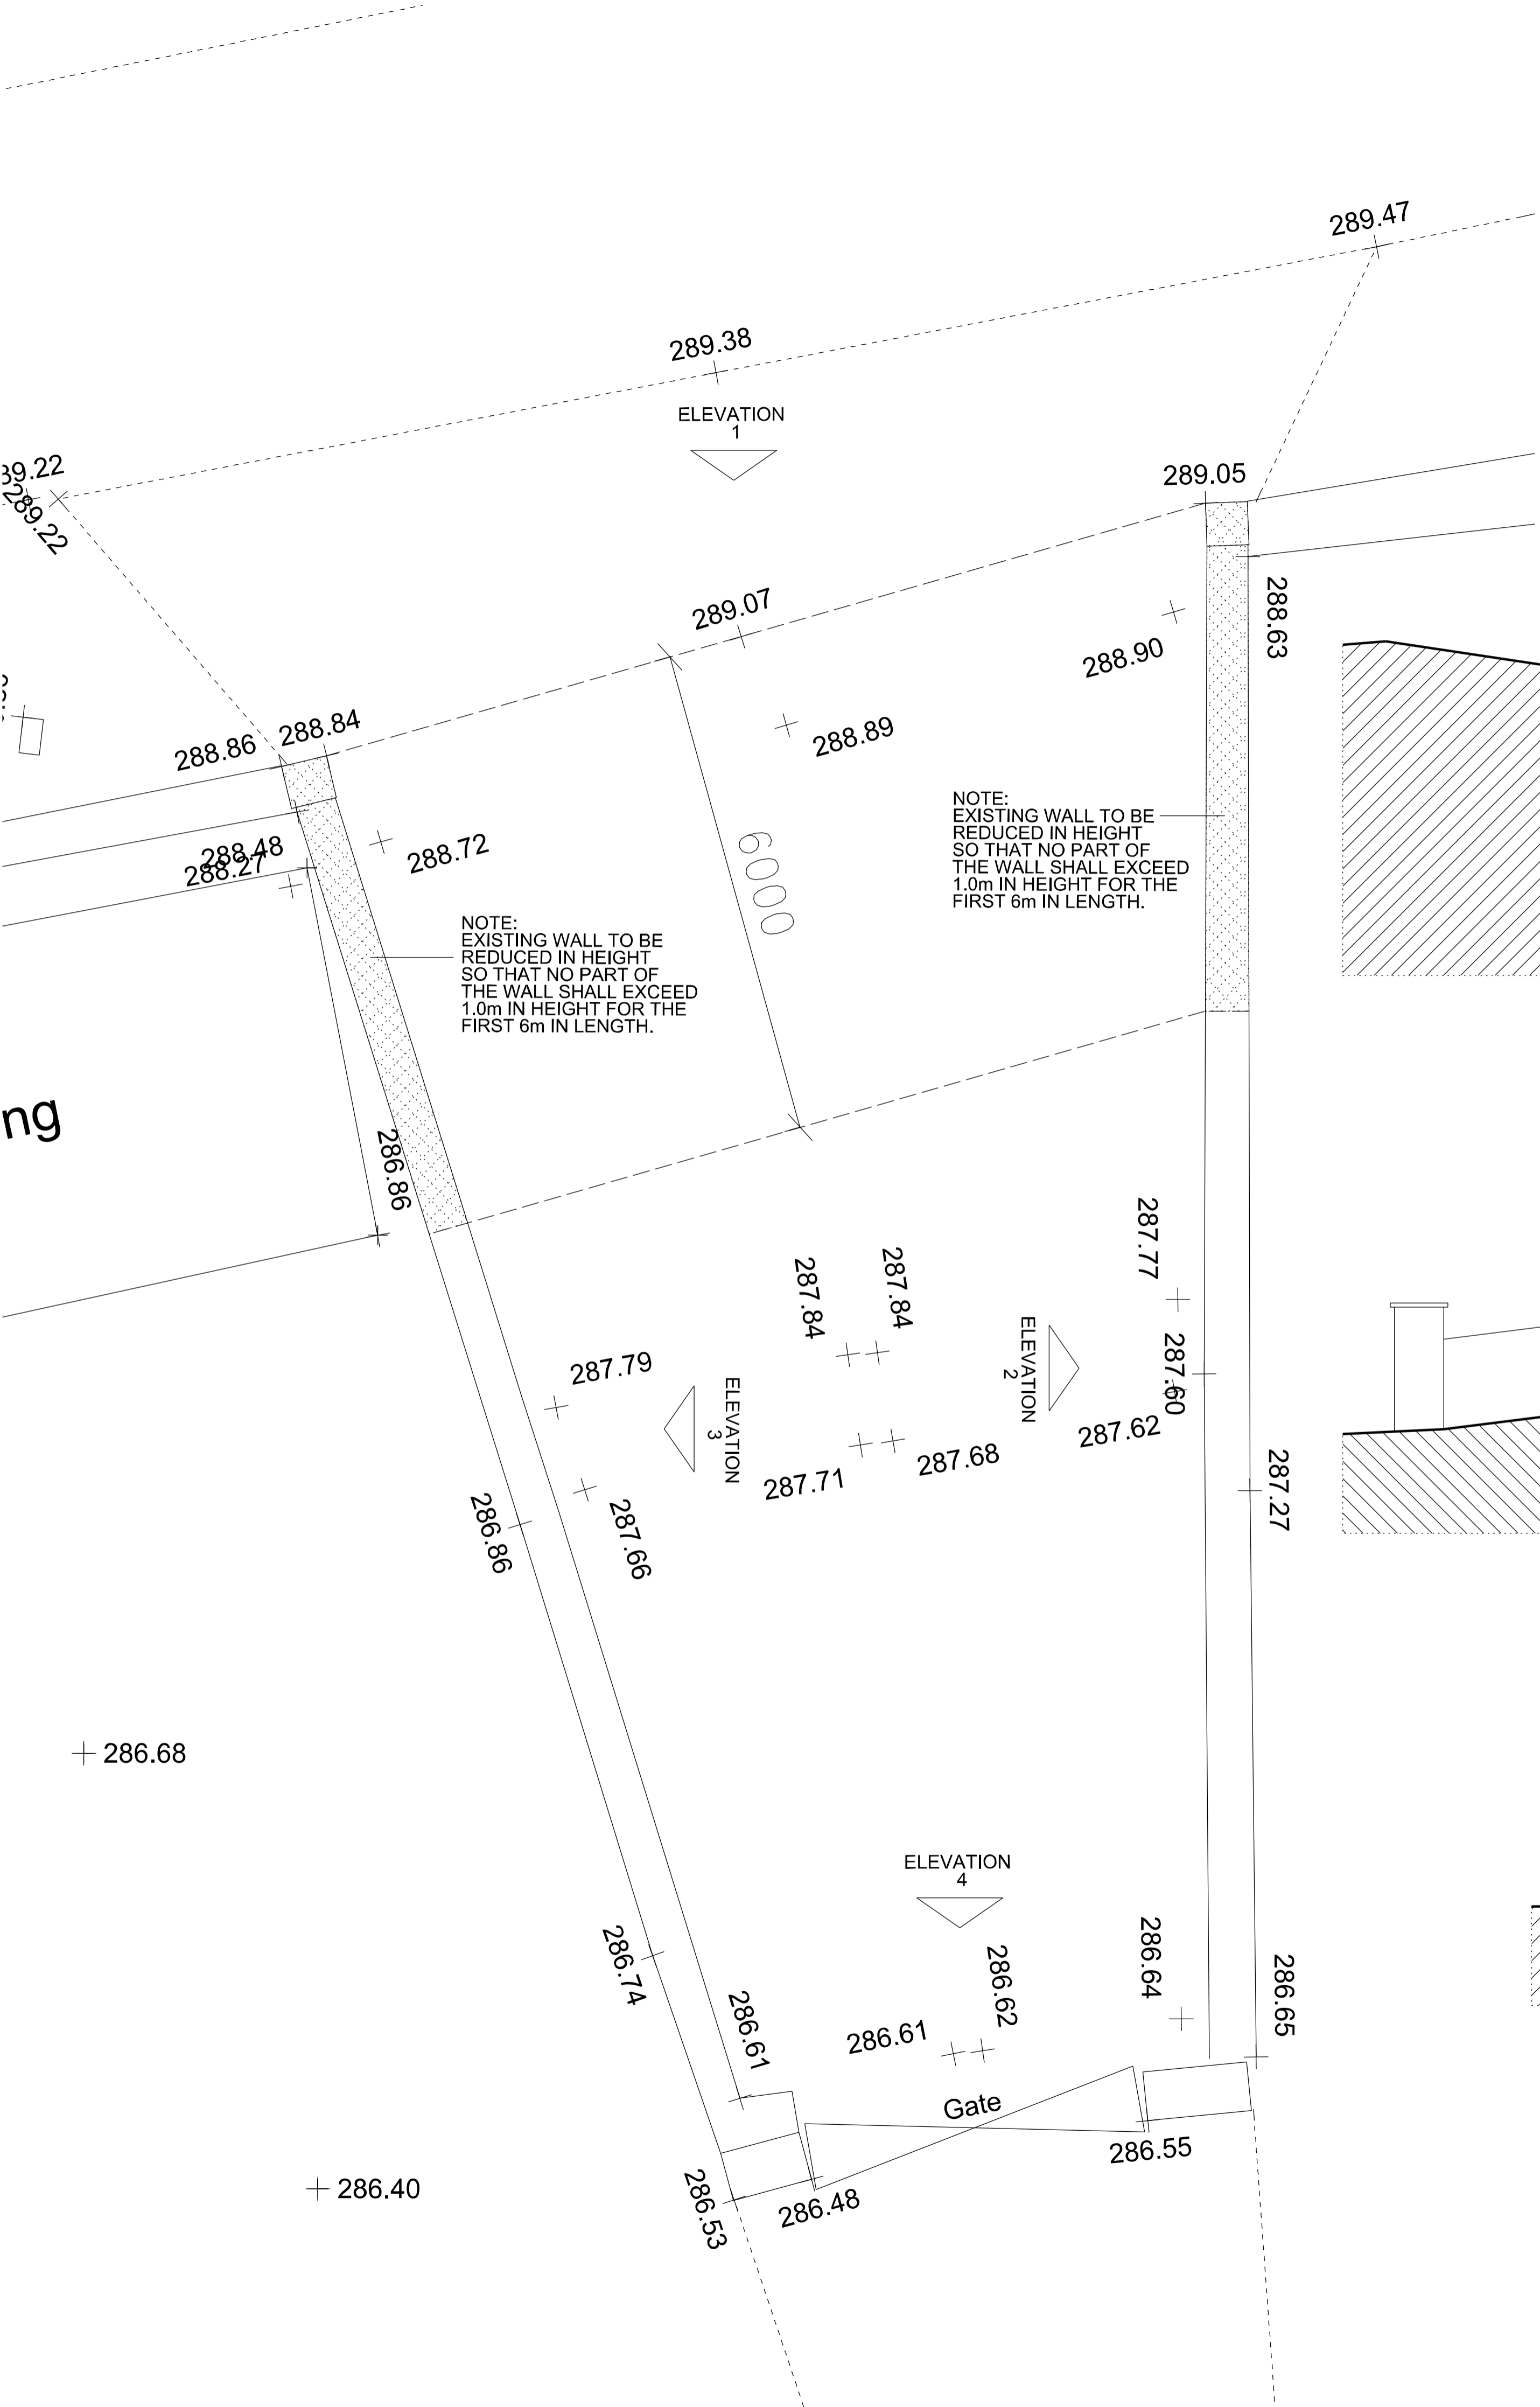 289.47
289.38
ELEVATION
1
39.22
289.22
289.05
288.63
289.07
288.90
288.84
288.86
288.89
288.72
288.48
288.27
6000
NOTE:
EXISTING WALL TO BE
REDUCED IN HEIGHT
SO THAT NO PART OF
THE WALL SHALL EXCEED
1.0m IN HEIGHT FOR THE
FIRST 6m IN LENGTH.
NOTE:
EXISTING WALL TO BE
REDUCED IN HEIGHT
SO THAT NO PART OF
THE WALL SHALL EXCEED
1.0m IN HEIGHT FOR THE
FIRST 6m IN LENGTH.
ng
286.86
287.77
287.84
287.84
ELEVATION
2
287.60
287.79
ELEVATION
3
287.62
287.68
287.71
287.27
286.86
287.66
286.68
ELEVATION
4
286.74
286.62
286.64
286.65
286.61
286.61
Gate
286.55
286.40
286.53
286.48